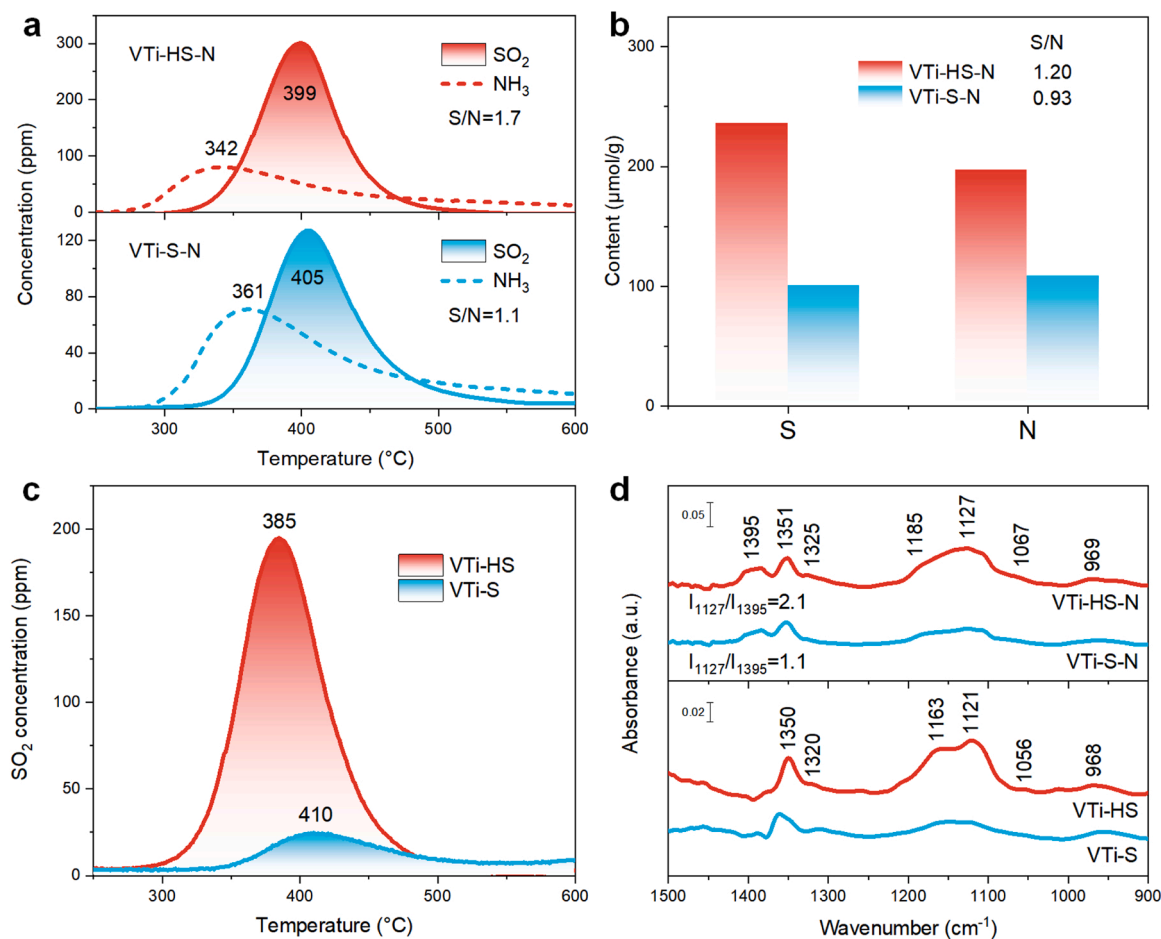 a
VTi-HS-N
SO₂
NH₃
S/N=1.7
399
342
300
200
100
0
VTi-S-N
SO₂
NH₃
S/N=1.1
405
361
120
80
40
0
Concentration (ppm)
300
400
500
600
Temperature (°C)
b
S/N
VTi-HS-N 1.20
VTi-S-N 0.93
300
200
100
0
Content (μmol/g)
S
N
c
385
VTi-HS
VTi-S
410
200
150
100
50
0
SO₂ concentration (ppm)
300
400
500
600
Temperature (°C)
d
0.05
1395
1351
1325
1185
1127
1067
969
I₁₁₂₇/I₁₃₉₅=2.1
VTi-HS-N
I₁₁₂₇/I₁₃₉₅=1.1
VTi-S-N
0.02
1350
1320
1163
1121
1056
968
VTi-HS
VTi-S
Absorbance (a.u.)
1500
1400
1300
1200
1100
1000
900
Wavenumber (cm⁻¹)